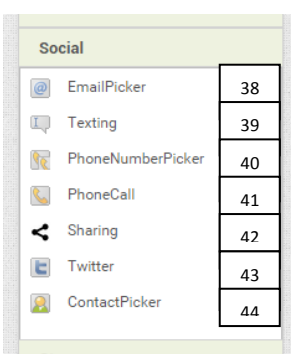 Social
EmailPicker 38
Texting 39
PhoneNumberPicker 40
PhoneCall 41
Sharing 42
Twitter 43
ContactPicker 44